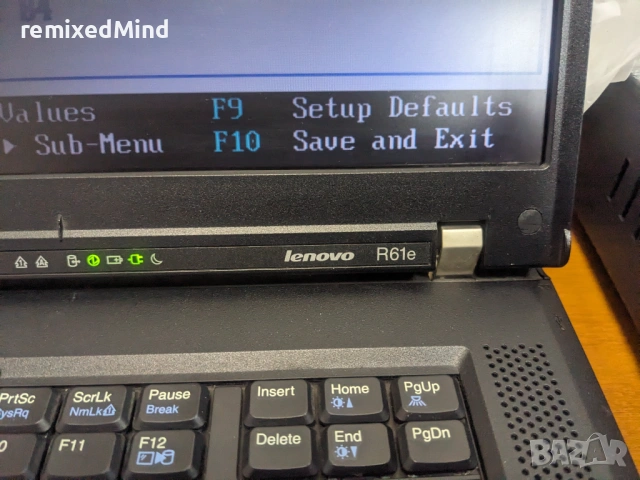 remixedMind
Values F9 Setup Defaults
▶ Sub-Menu F10 Save and Exit
lenovo R61e
PrtSc ScrLk Pause Insert Home PgUp
SysRq NmLk Break
F11 F12 Delete End PgDn
BAZAR